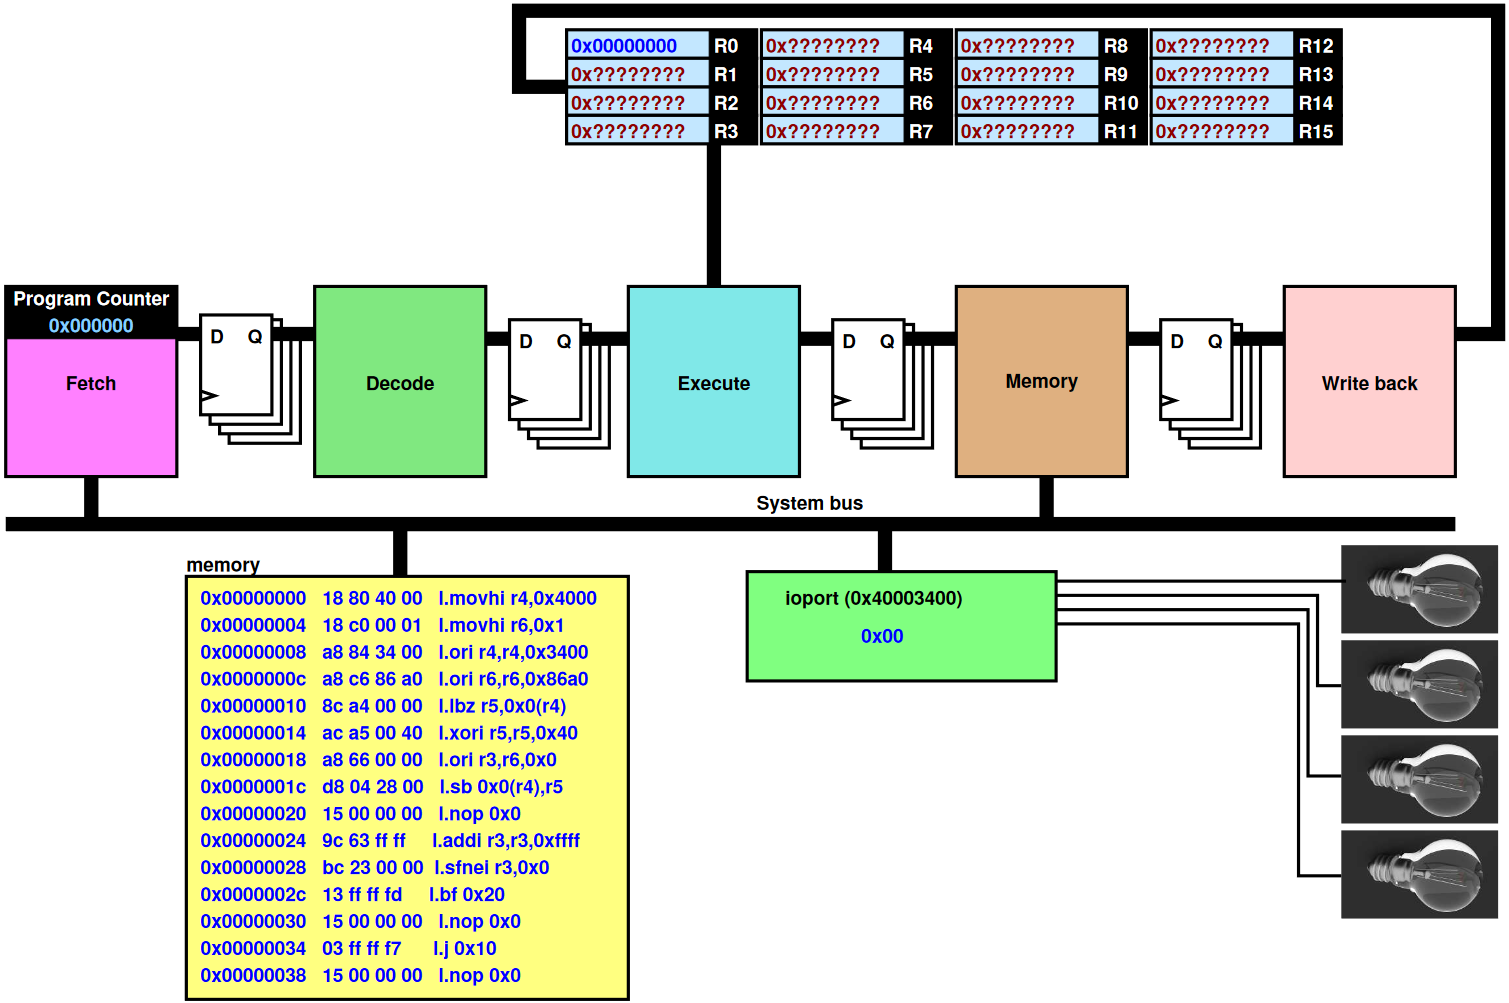 0x00000000 R0 0x???????? R4 0x???????? R8 0x???????? R12
0x???????? R1 0x???????? R5 0x???????? R9 0x???????? R13
0x???????? R2 0x???????? R6 0x???????? R10 0x???????? R14
0x???????? R3 0x???????? R7 0x???????? R11 0x???????? R15
Program Counter
0x000000
D Q
D Q
D Q
D Q
Fetch
Decode
Execute
Memory
Write back
System bus
memory
0x00000000 18 80 40 00 l.movhi r4,0x4000
0x00000004 18 c0 00 01 l.movhi r6,0x1
0x00000008 a8 84 34 00 l.ori r4,r4,0x3400
0x0000000c a8 c6 86 a0 l.ori r6,r6,0x86a0
0x00000010 8c a4 00 00 l.lbz r5,0x0(r4)
0x00000014 ac a5 00 40 l.xori r5,r5,0x40
0x00000018 a8 66 00 00 l.ori r3,r6,0x0
0x0000001c d8 04 28 00 l.sb 0x0(r4),r5
0x00000020 15 00 00 00 l.nop 0x0
0x00000024 9c 63 ff ff l.addi r3,r3,0xffff
0x00000028 bc 23 00 00 l.sfnei r3,0x0
0x0000002c 13 ff ff fd l.bf 0x20
0x00000030 15 00 00 00 l.nop 0x0
0x00000034 03 ff ff f7 l.j 0x10
0x00000038 15 00 00 00 l.nop 0x0
ioport (0x40003400)
0x00